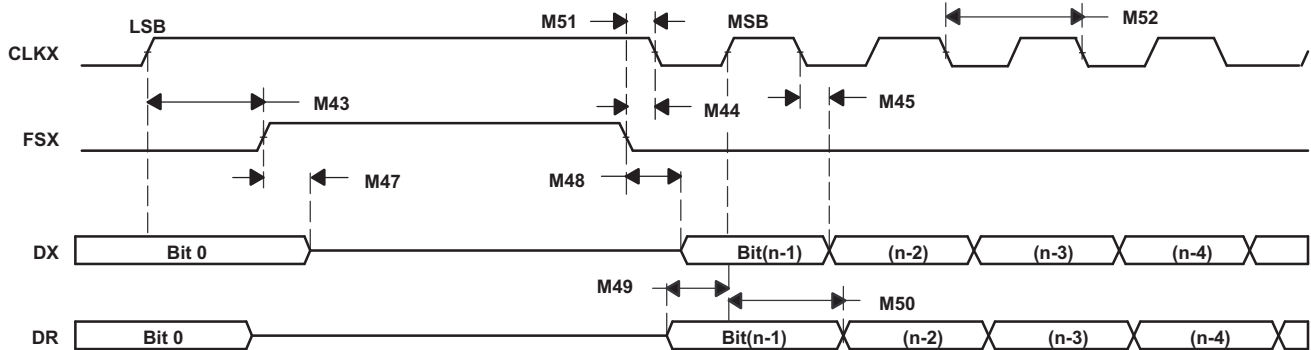 LSB M51 MSB M52
CLKX
M43 M44 M45
FSX
M47 M48
DX Bit 0 Bit(n-1) (n-2) (n-3) (n-4)
M49 M50
DR Bit 0 Bit(n-1) (n-2) (n-3) (n-4)